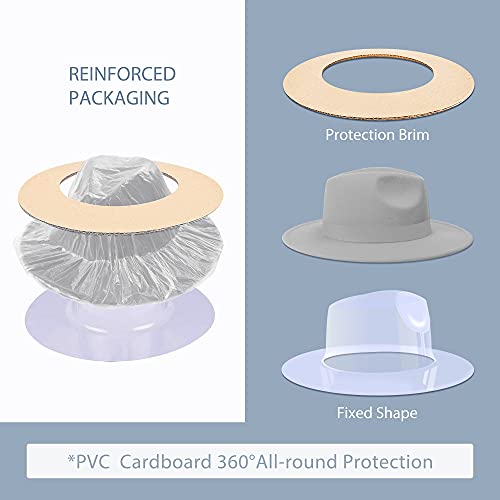 REINFORCED
PACKAGING
Protection Brim
Fixed Shape
*PVC Cardboard 360°All-round Protection